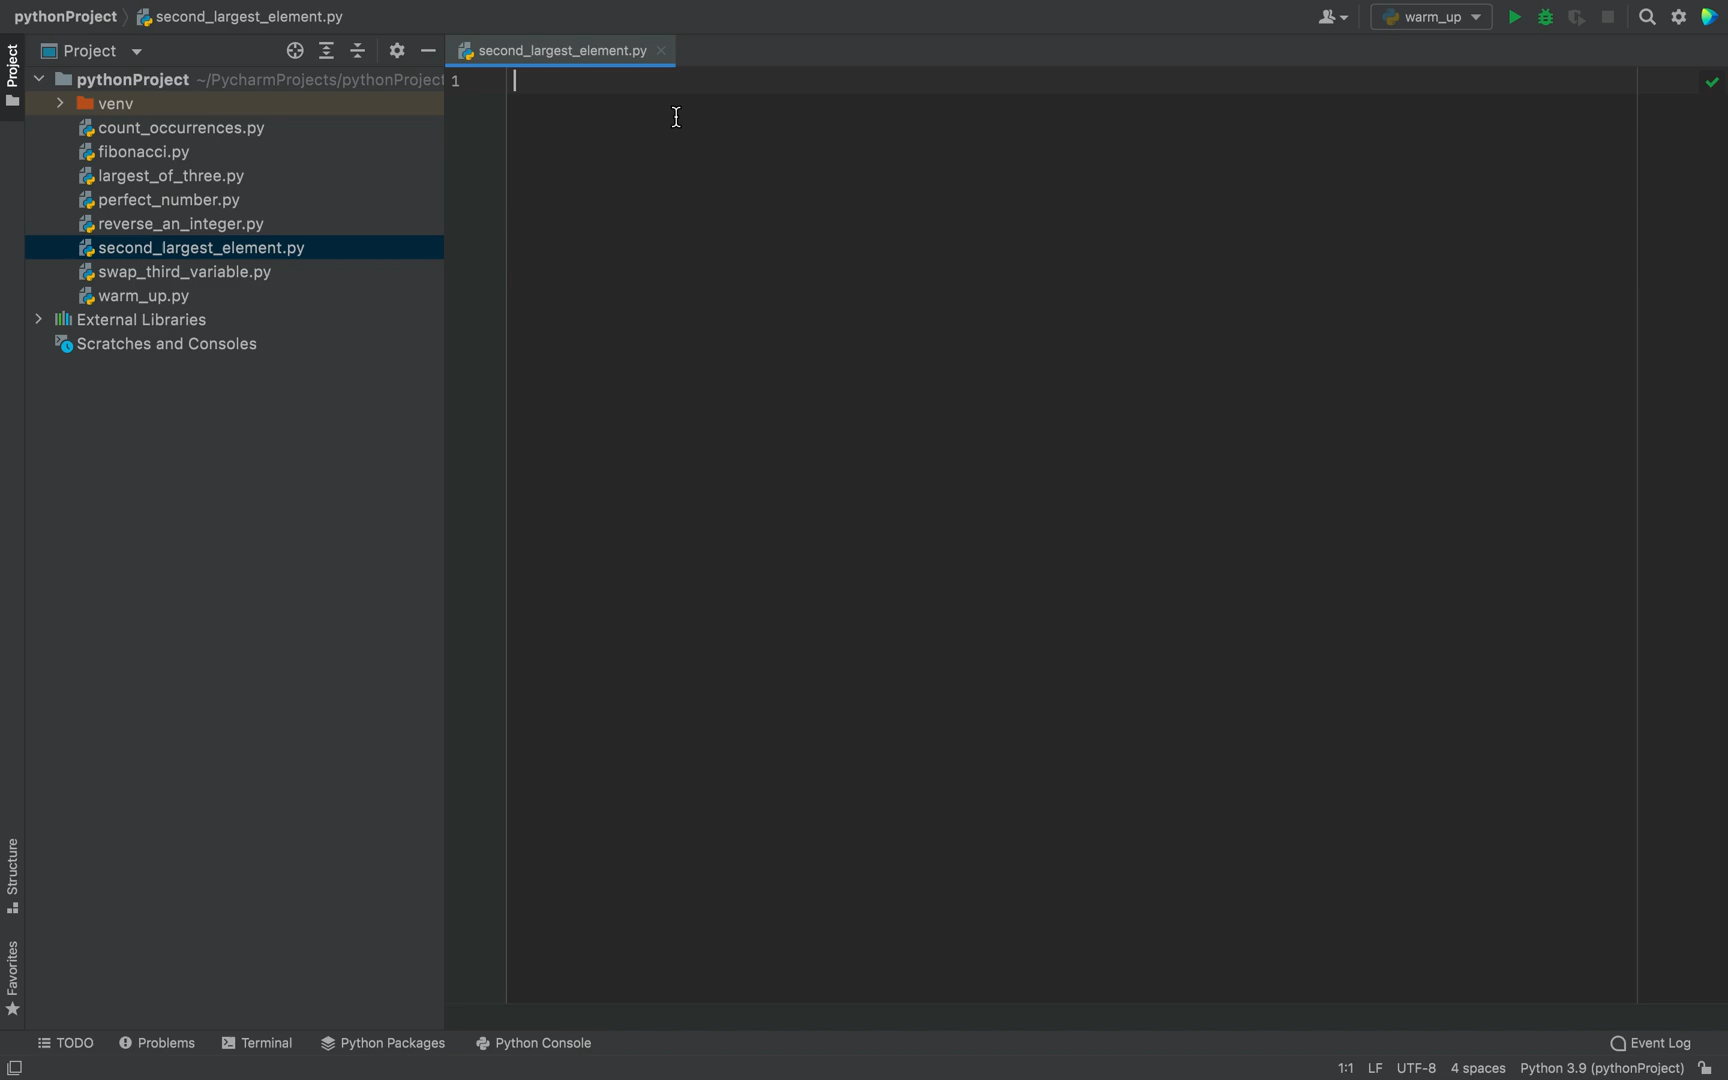 pythonProject second_largest_element.py warm_up
Project
Project
second_largest_element.py
pythonProject ~/PycharmProjects/pythonProject
1
venv
count_occurrences.py
fibonacci.py
largest_of_three.py
perfect_number.py
reverse_an_integer.py
second_largest_element.py
swap_third_variable.py
warm_up.py
External Libraries
Scratches and Consoles
Structure
Favorites
TODO Problems Terminal Python Packages Python Console Event Log
1:1 LF UTF-8 4 spaces Python 3.9 (pythonProject)